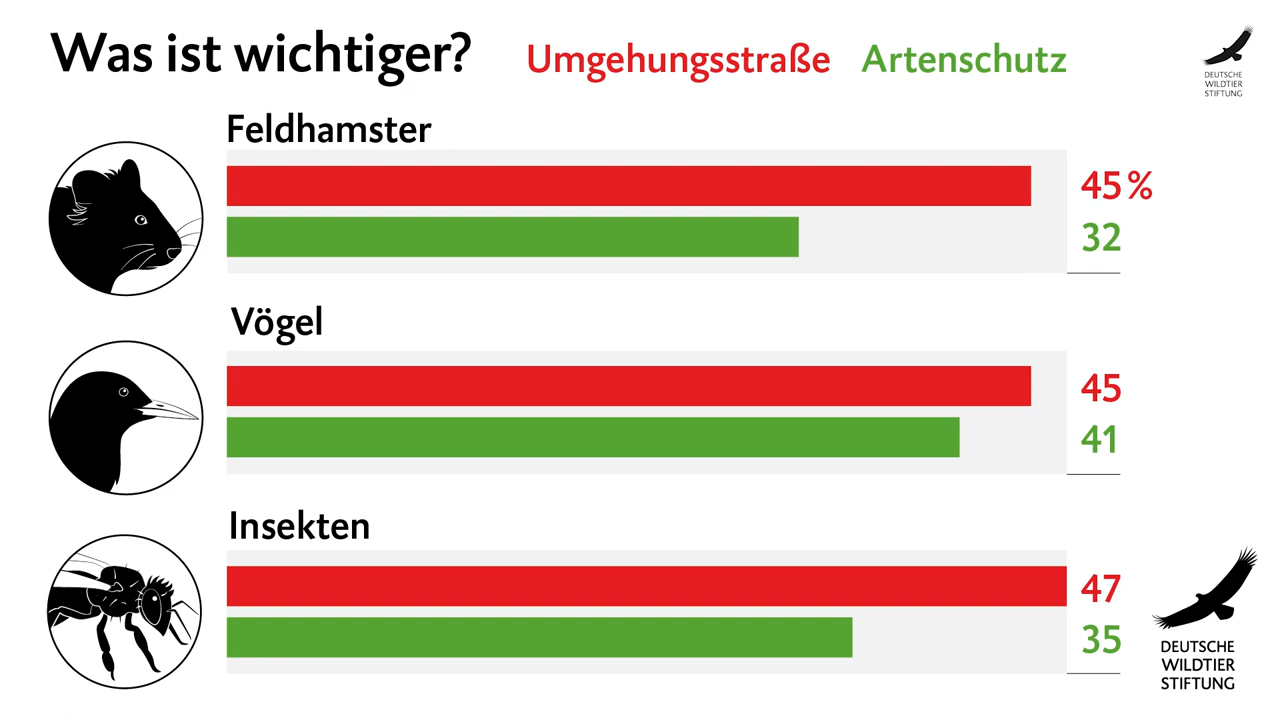 Was ist wichtiger? Umgehungsstraße Artenschutz
DEUTSCHE
WILDTIER
STIFTUNG
Feldhamster
45 %
32
Vögel
45
41
Insekten
47
35
DEUTSCHE
WILDTIER
STIFTUNG